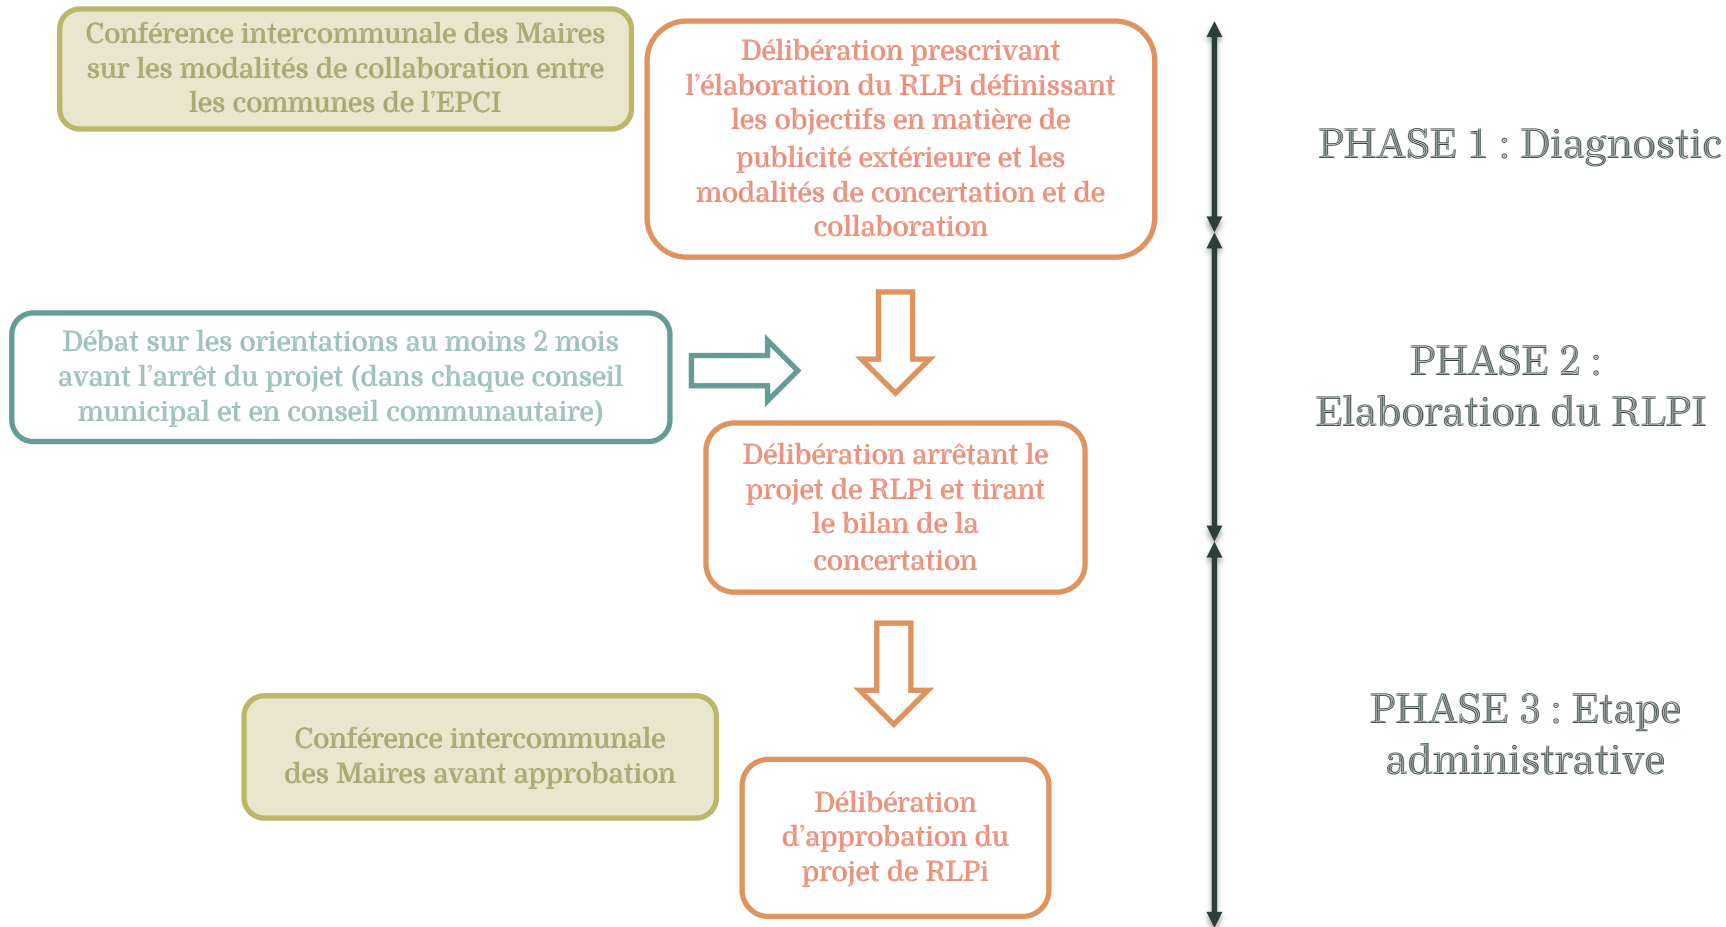 Conférence intercommunale des Maires
sur les modalités de collaboration entre
les communes de l’EPCI
Délibération prescrivant
l’élaboration du RLPi définissant
les objectifs en matière de
publicité extérieure et les
modalités de concertation et de
collaboration
PHASE 1 : Diagnostic
Débat sur les orientations au moins 2 mois
avant l’arrêt du projet (dans chaque conseil
municipal et en conseil communautaire)
PHASE 2 :
Elaboration du RLPI
Délibération arrêtant le
projet de RLPi et tirant
le bilan de la
concertation
Conférence intercommunale
des Maires avant approbation
PHASE 3 : Etape
administrative
Délibération
d’approbation du
projet de RLPi